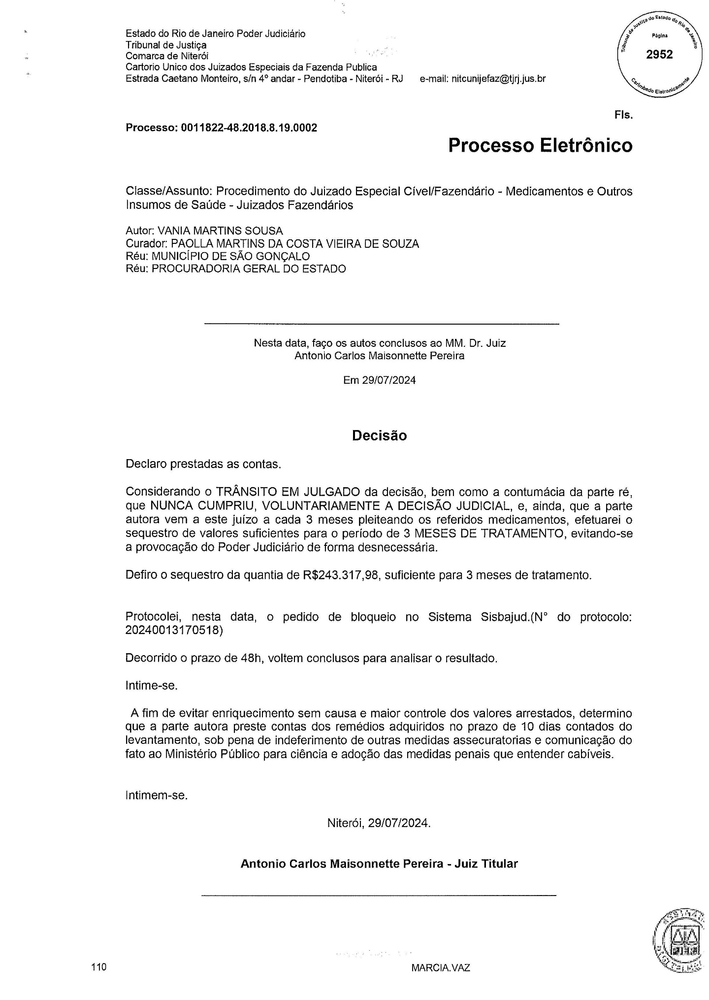 Tribunal de Justiça do Estado do Rio de Janeiro
Página
2952
Carimbado Eletronicamente
Estado do Rio de Janeiro Poder Judiciário
Tribunal de Justiça
Comarca de Niterói
Cartorio Unico dos Juizados Especiais da Fazenda Publica
Estrada Caetano Monteiro, s/n 4º andar - Pendotiba - Niterói - RJ e-mail: nitcunijefaz@tjrj.jus.br
Fls.
Processo: 0011822-48.2018.8.19.0002
Processo Eletrônico
Classe/Assunto: Procedimento do Juizado Especial Cível/Fazendário - Medicamentos e Outros
Insumos de Saúde - Juizados Fazendários
Autor: VANIA MARTINS SOUSA
Curador: PAOLLA MARTINS DA COSTA VIEIRA DE SOUZA
Réu: MUNICÍPIO DE SÃO GONÇALO
Réu: PROCURADORIA GERAL DO ESTADO
Nesta data, faço os autos conclusos ao MM. Dr. Juiz
Antonio Carlos Maisonnette Pereira
Em 29/07/2024
Decisão
Declaro prestadas as contas.
Considerando o TRÂNSITO EM JULGADO da decisão, bem como a contumácia da parte ré,
que NUNCA CUMPRIU, VOLUNTARIAMENTE A DECISÃO JUDICIAL, e, ainda, que a parte
autora vem a este juízo a cada 3 meses pleiteando os referidos medicamentos, efetuarei o
sequestro de valores suficientes para o período de 3 MESES DE TRATAMENTO, evitando-se
a provocação do Poder Judiciário de forma desnecessária.
Defiro o sequestro da quantia de R$243.317,98, suficiente para 3 meses de tratamento.
Protocolei, nesta data, o pedido de bloqueio no Sistema Sisbajud.(N° do protocolo:
20240013170518)
Decorrido o prazo de 48h, voltem conclusos para analisar o resultado.
Intime-se.
A fim de evitar enriquecimento sem causa e maior controle dos valores arrestados, determino
que a parte autora preste contas dos remédios adquiridos no prazo de 10 dias contados do
levantamento, sob pena de indeferimento de outras medidas assecuratorias e comunicação do
fato ao Ministério Público para ciência e adoção das medidas penais que entender cabíveis.
Intimem-se.
Niterói, 29/07/2024.
Antonio Carlos Maisonnette Pereira - Juiz Titular
110
MARCIA.VAZ